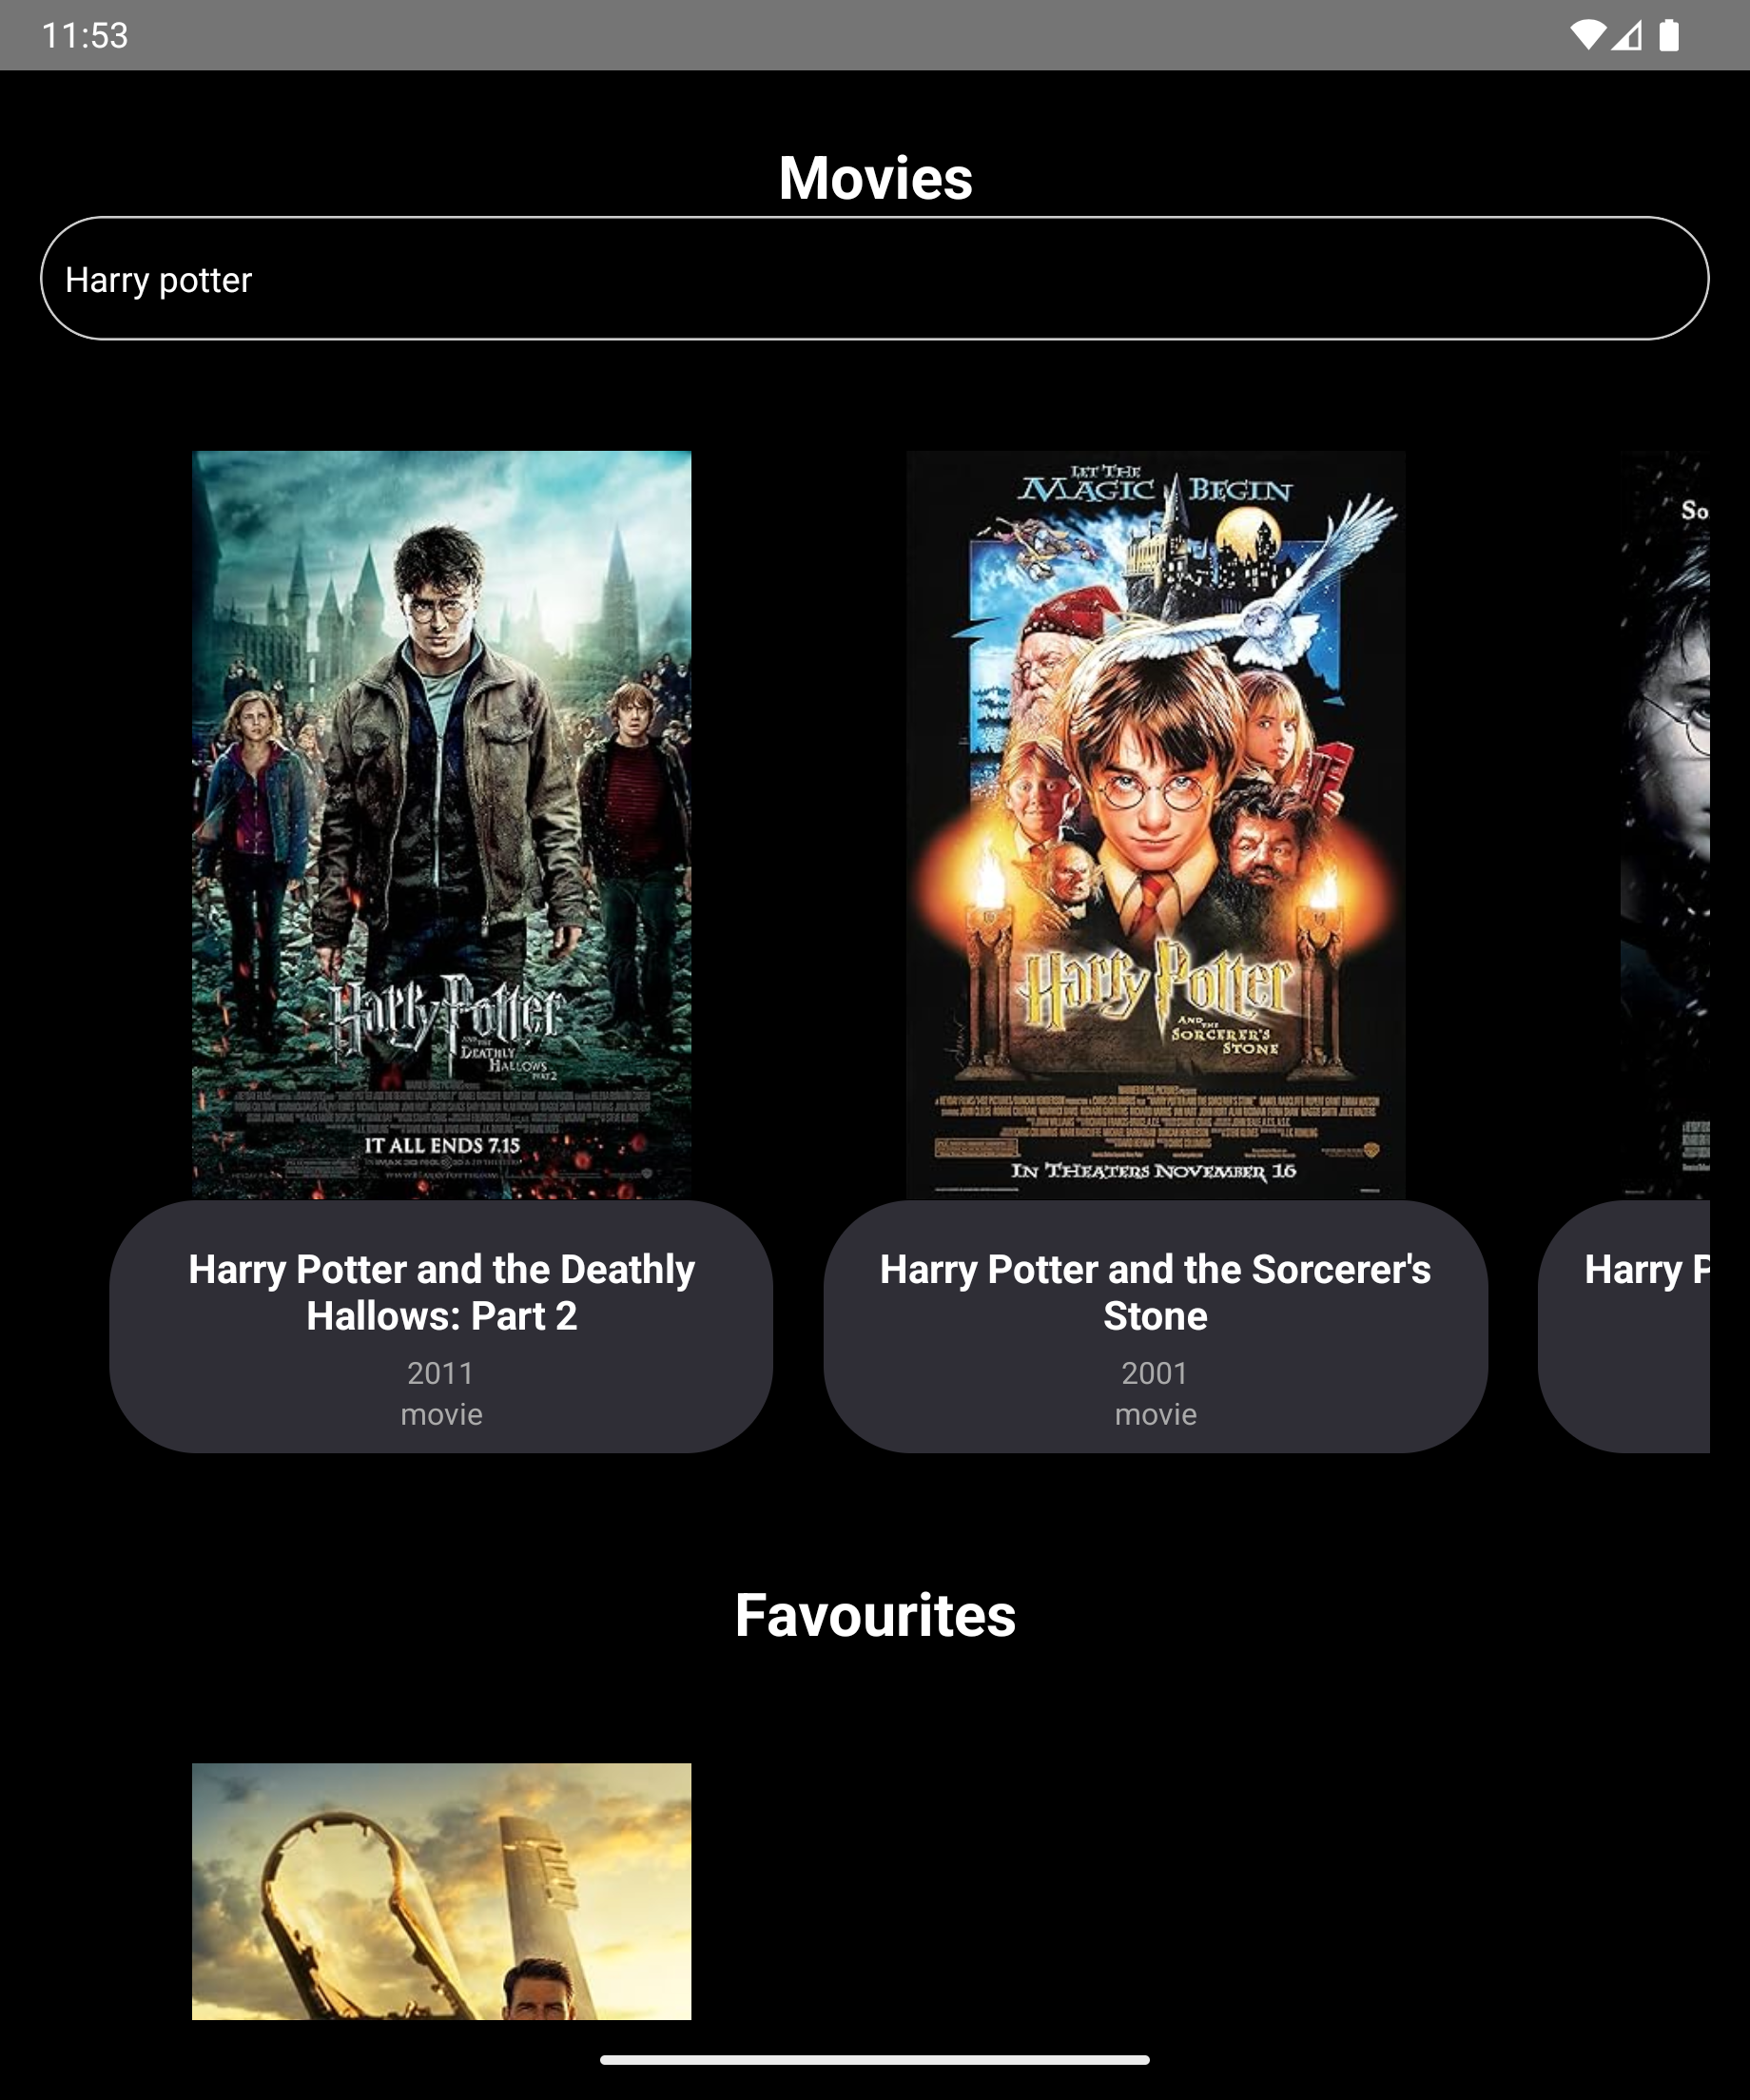 11:53
Movies
Harry potter
Harry Potter
AND THE
DEATHLY
HALLOWS
PART 2
IT ALL ENDS 7.15
LET THE
MAGIC BEGIN
Harry Potter
AND THE
SORCERER'S
STONE
IN THEATERS NOVEMBER 16
So
Harry Potter and the Deathly
Hallows: Part 2
2011
movie
Harry Potter and the Sorcerer's
Stone
2001
movie
Harry P
Favourites